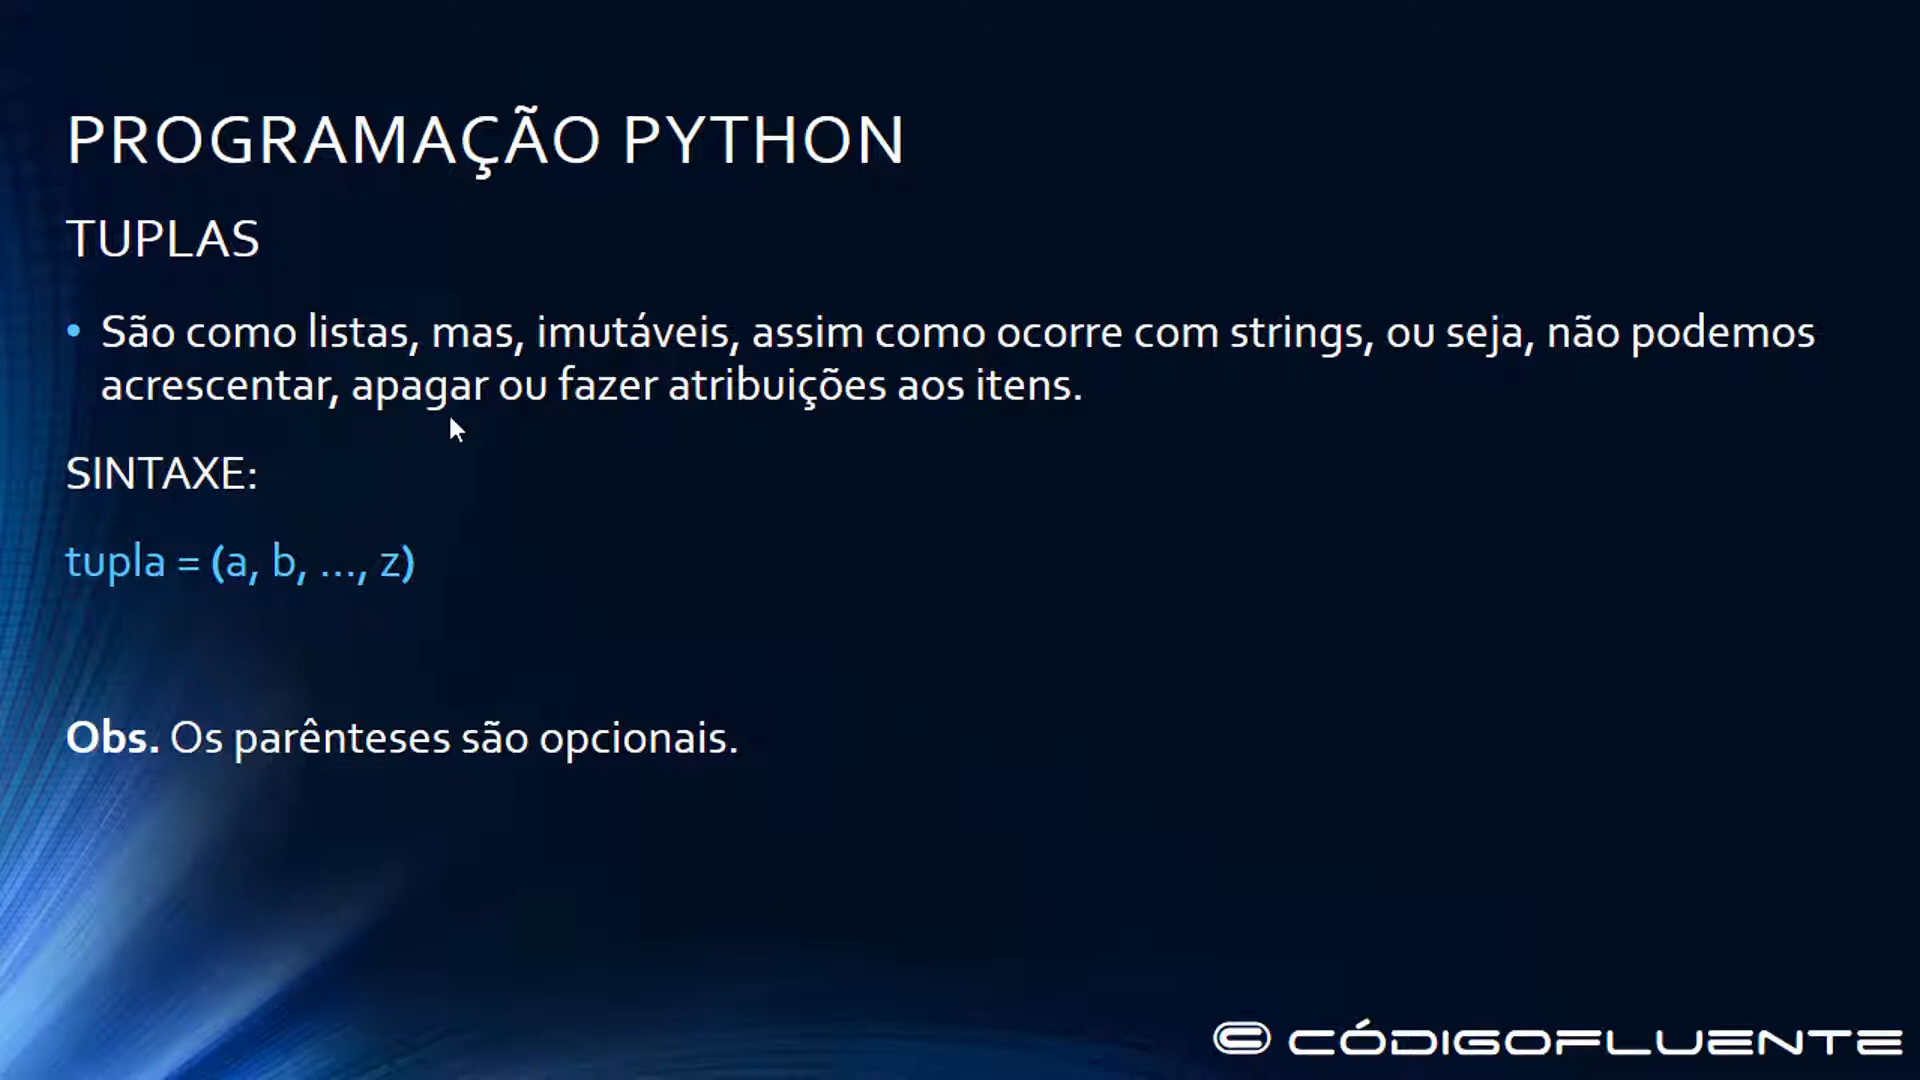 PROGRAMAÇÃO PYTHON
TUPLAS
• São como listas, mas, imutáveis, assim como ocorre com strings, ou seja, não podemos
acrescentar, apagar ou fazer atribuições aos itens.
SINTAXE:
tupla = (a, b, ..., z)
Obs. Os parênteses são opcionais.
© CÓDIGOFLUENTE